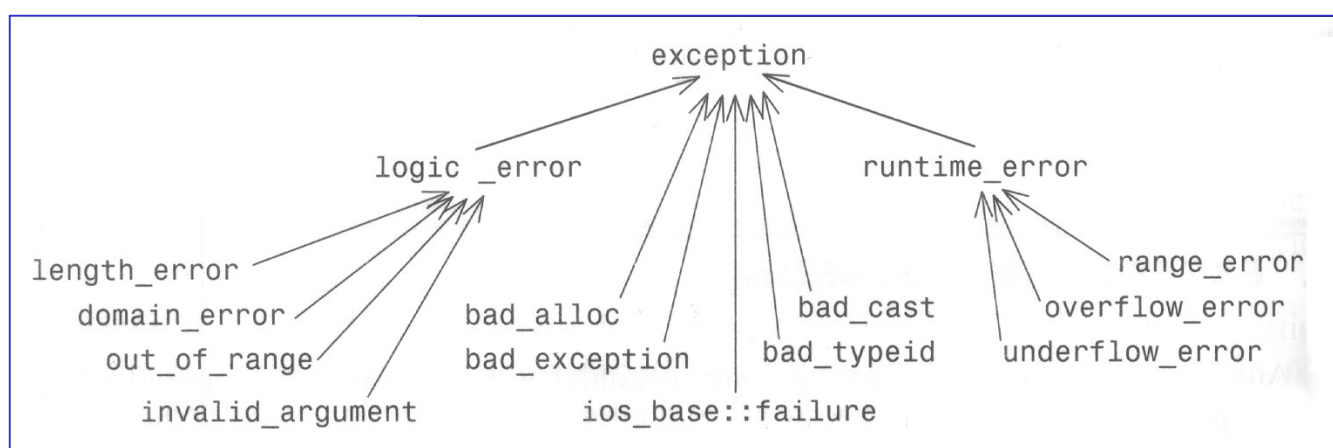 exception
logic _error
runtime_error
length_error
range_error
domain_error
bad_alloc
bad_cast
overflow_error
out_of_range
bad_exception
bad_typeid
underflow_error
invalid_argument
ios_base::failure